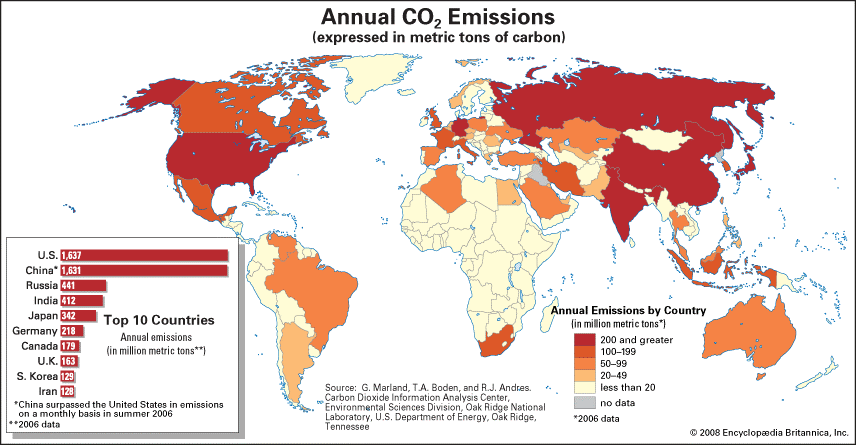 Annual CO₂ Emissions
(expressed in metric tons of carbon)
U.S. 1,637
China* 1,631
Russia 441
India 412
Japan 342
Germany 218
Canada 179
U.K. 163
S. Korea 129
Iran 128
Top 10 Countries
Annual emissions
(in million metric tons**)
*China surpassed the United States in emissions
on a monthly basis in summer 2006
**2006 data
Source: G. Marland, T.A. Boden, and R.J. Andres.
Carbon Dioxide Information Analysis Center,
Environmental Sciences Division, Oak Ridge National
Laboratory, U.S. Department of Energy, Oak Ridge,
Tennessee
Annual Emissions by Country
(in million metric tons*)
200 and greater
100–199
50–99
20–49
less than 20
no data
*2006 data
© 2008 Encyclopædia Britannica, Inc.